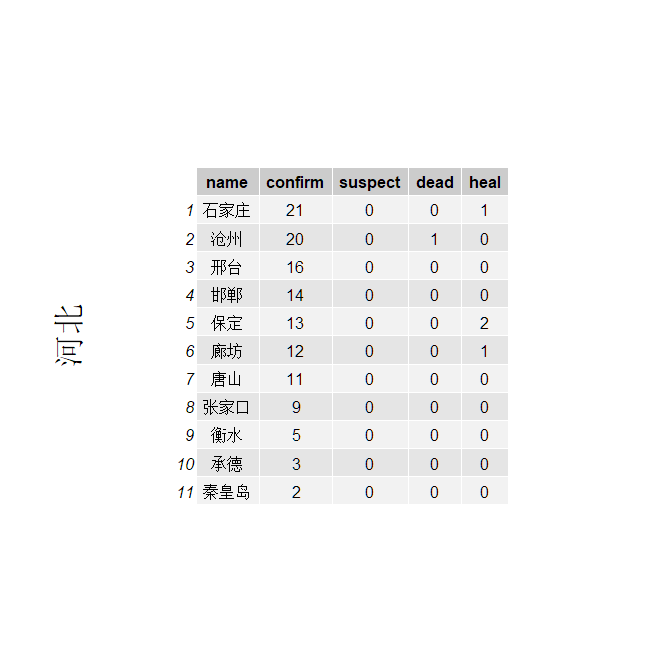 河北
name confirm suspect dead heal
1 石家庄 21 0 0 1
2 沧州 20 0 1 0
3 邢台 16 0 0 0
4 邯郸 14 0 0 0
5 保定 13 0 0 2
6 廊坊 12 0 0 1
7 唐山 11 0 0 0
8 张家口 9 0 0 0
9 衡水 5 0 0 0
10 承德 3 0 0 0
11 秦皇岛 2 0 0 0